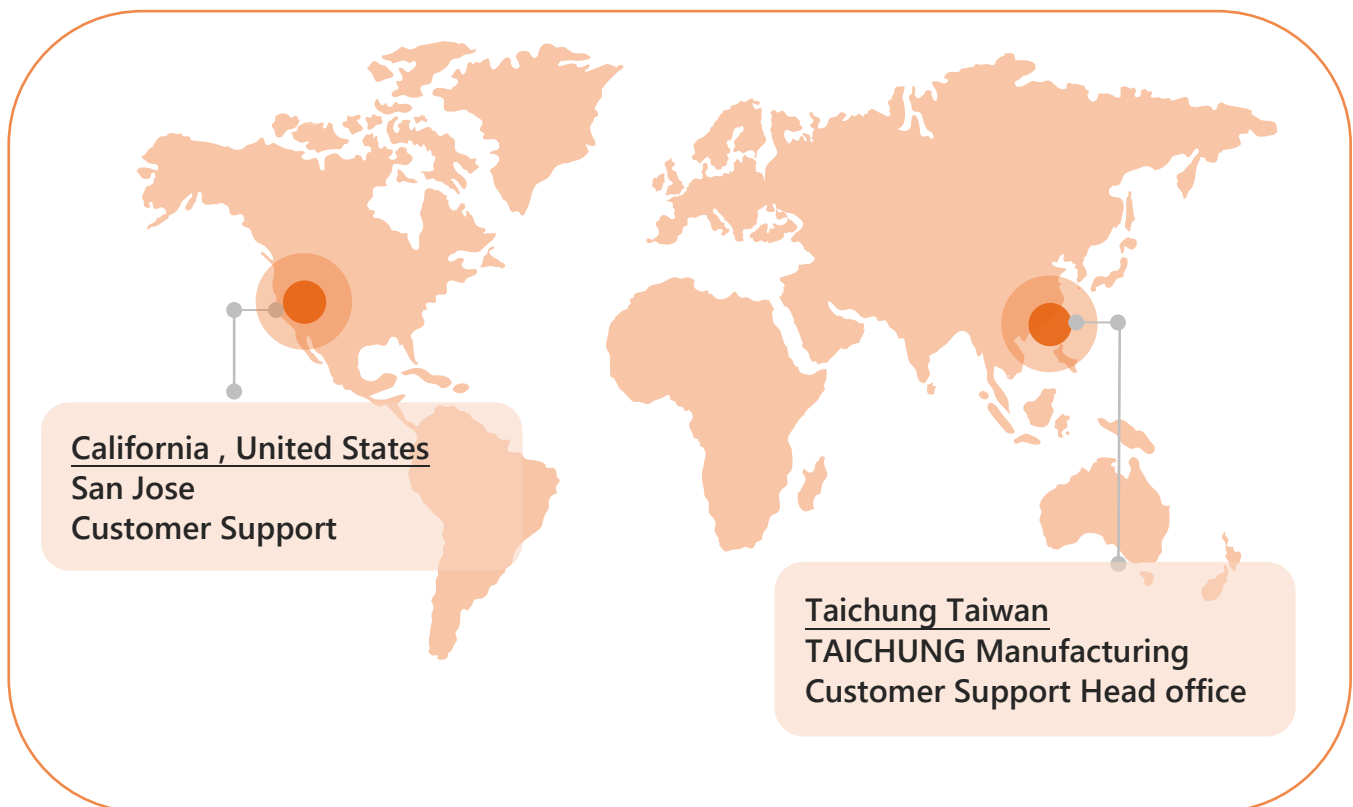 California , United States
San Jose
Customer Support
Taichung Taiwan
TAICHUNG Manufacturing
Customer Support Head office